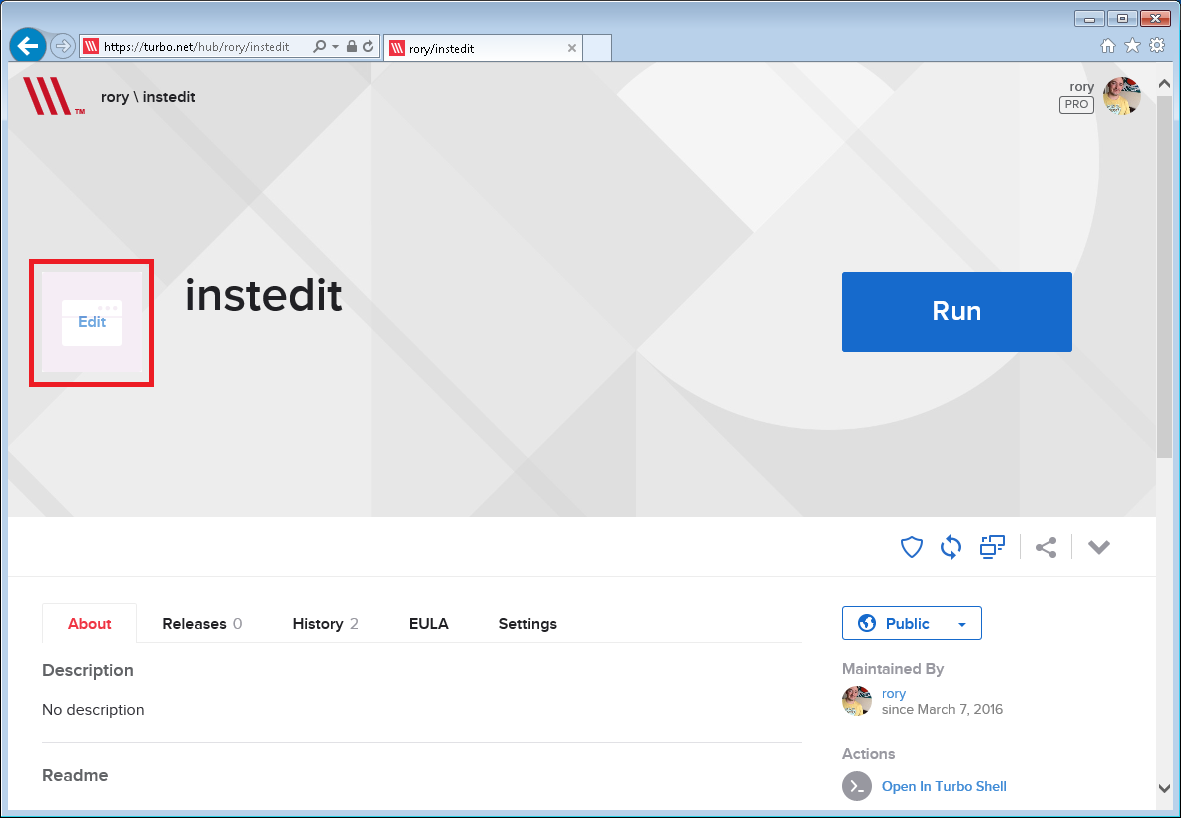 https://turbo.net/hub/rory/instedit
rory/instedit
TM
rory \ instedit
rory
PRO
Edit
instedit
Run
About
Releases 0
History 2
EULA
Settings
Public
Description
No description
Maintained By
rory
since March 7, 2016
Readme
Actions
Open In Turbo Shell